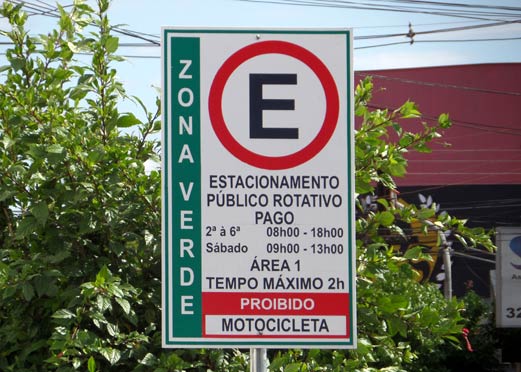 ZONA VERDE
E
ESTACIONAMENTO
PÚBLICO ROTATIVO
PAGO
2ª à 6ª 08h00 - 18h00
Sábado 09h00 - 13h00
ÁREA 1
TEMPO MÁXIMO 2h
PROIBIDO
MOTOCICLETA